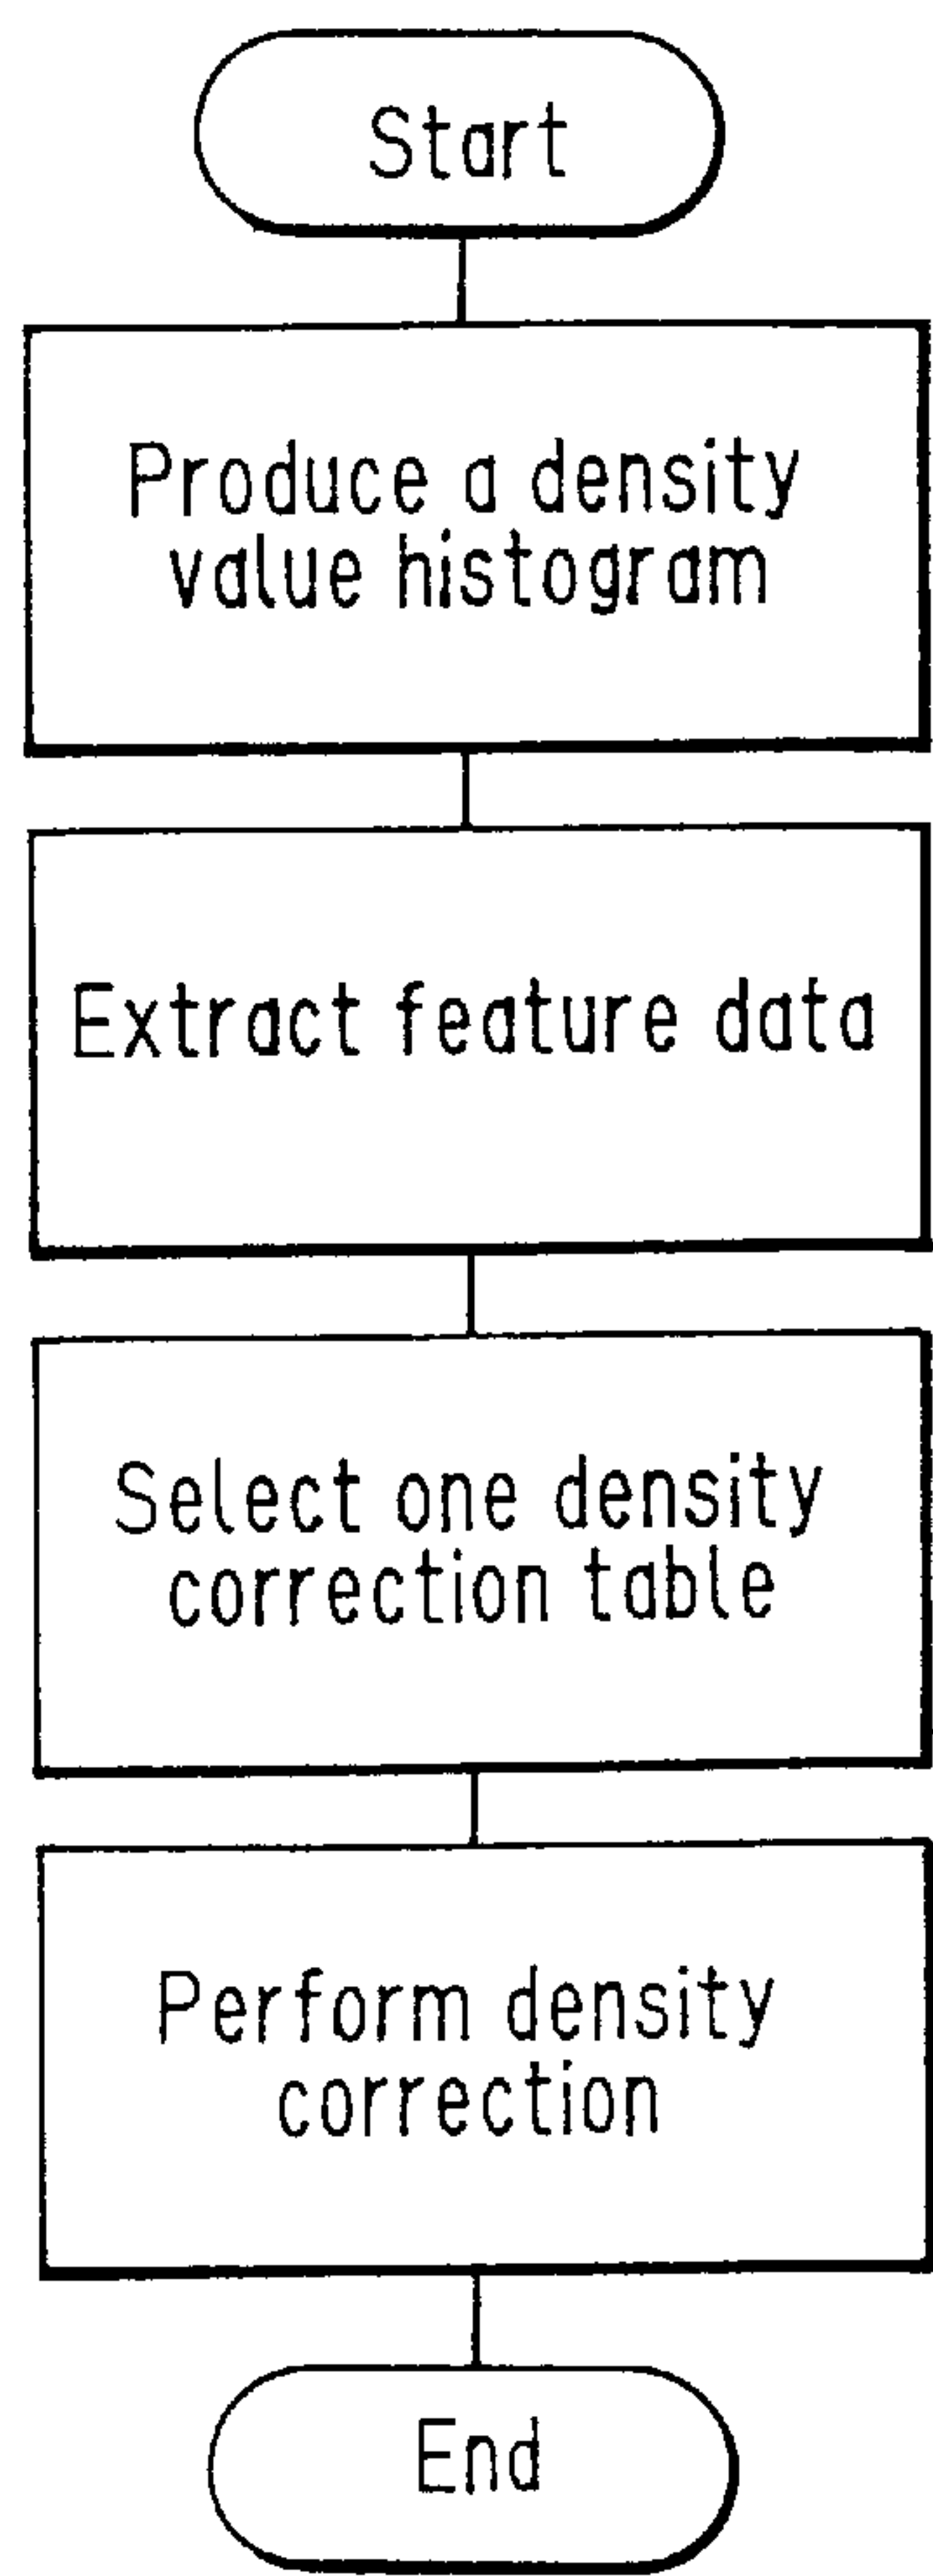 Start
Produce a density
value histogram
Extract feature data
Select one density
correction table
Perform density
correction
End